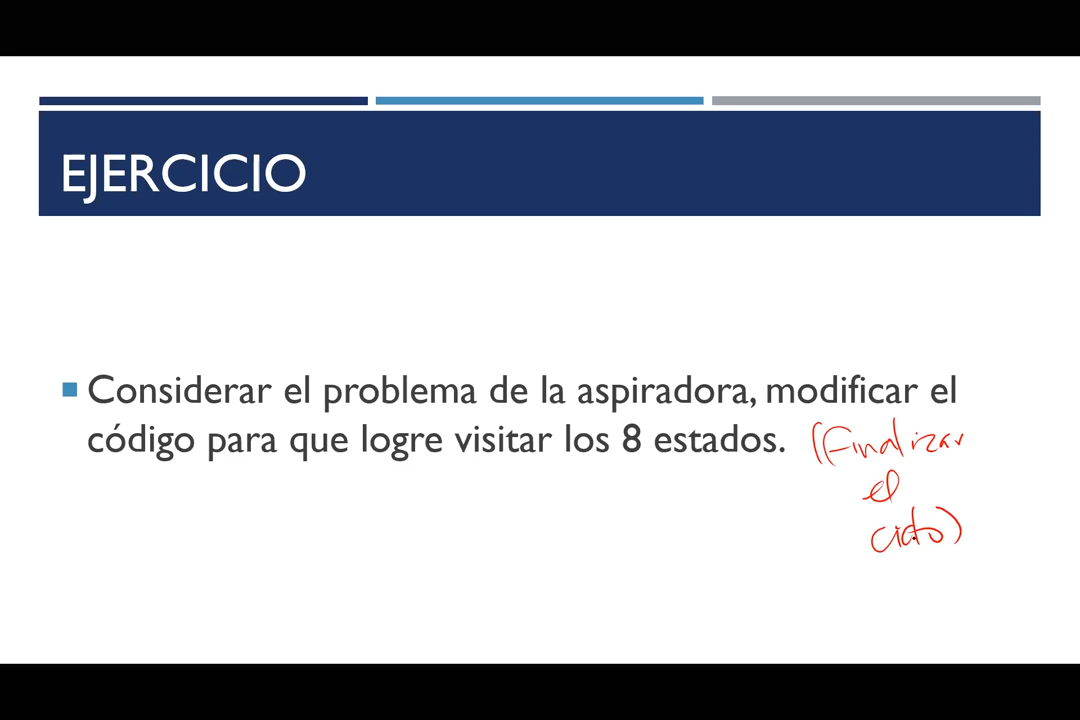 EJERCICIO
Considerar el problema de la aspiradora, modificar el
código para que logre visitar los 8 estados. (Finalizar
el
ciclo)